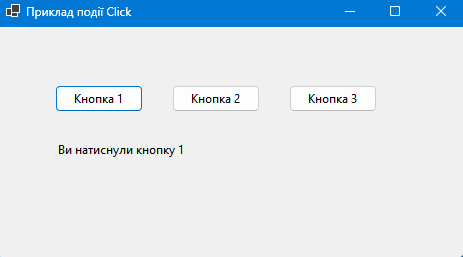 Приклад події Click
Кнопка 1 Кнопка 2 Кнопка 3
Ви натиснули кнопку 1